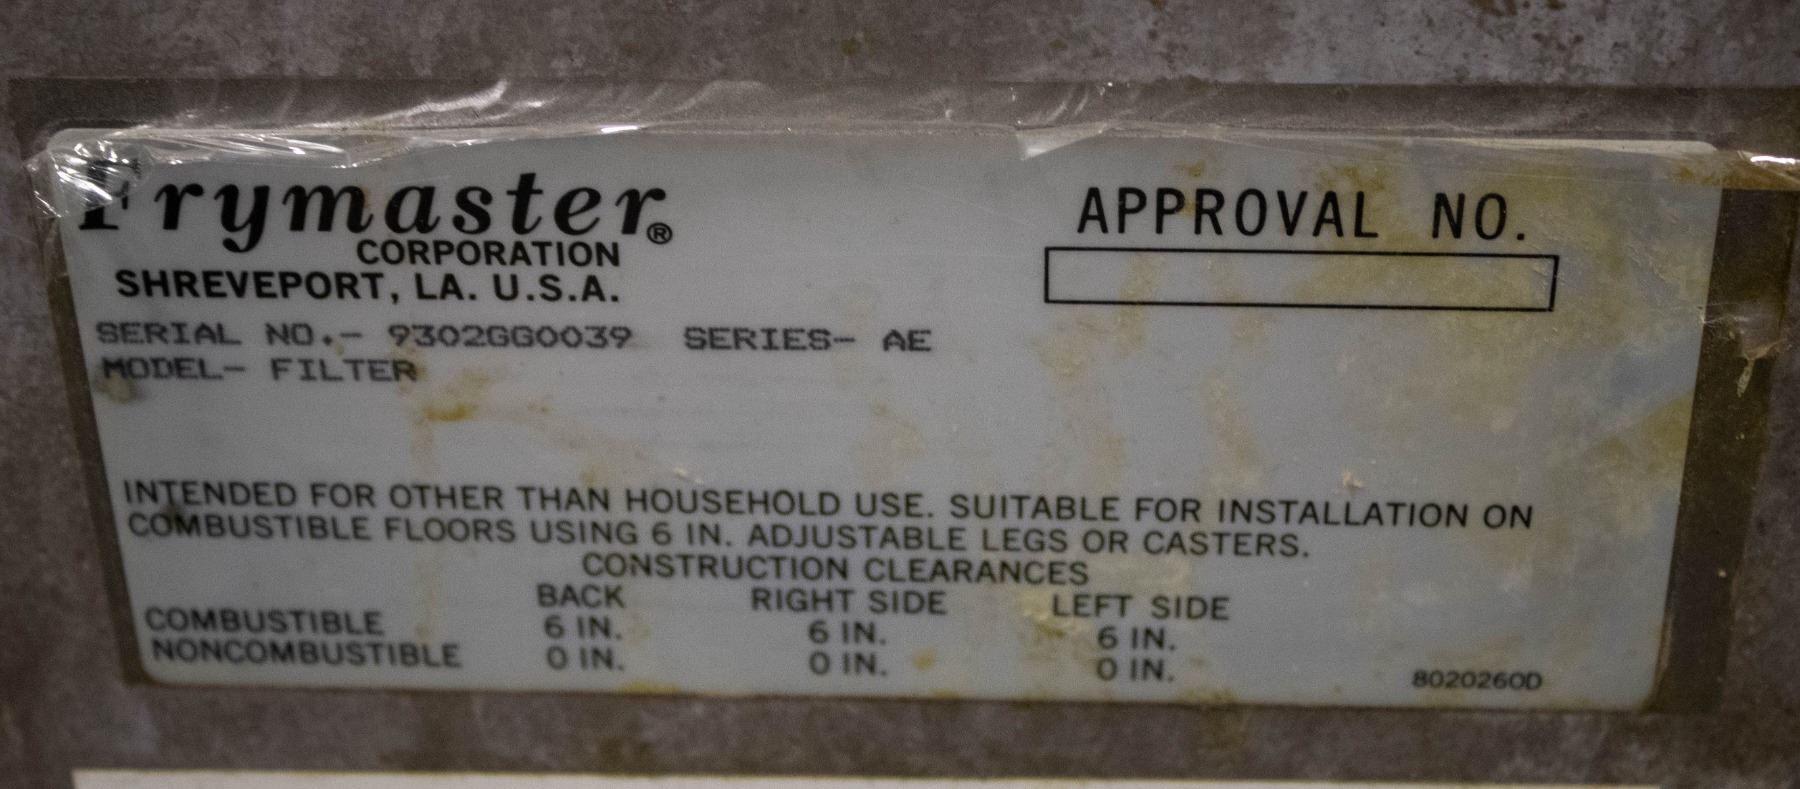 Frymaster®
CORPORATION
SHREVEPORT, LA. U.S.A.
APPROVAL NO.
SERIAL NO.- 9302GG0039 SERIES- AE
MODEL- FILTER
INTENDED FOR OTHER THAN HOUSEHOLD USE. SUITABLE FOR INSTALLATION ON
COMBUSTIBLE FLOORS USING 6 IN. ADJUSTABLE LEGS OR CASTERS.
CONSTRUCTION CLEARANCES
BACK RIGHT SIDE LEFT SIDE
COMBUSTIBLE 6 IN. 6 IN. 6 IN.
NONCOMBUSTIBLE 0 IN. 0 IN. 0 IN.
8020260D